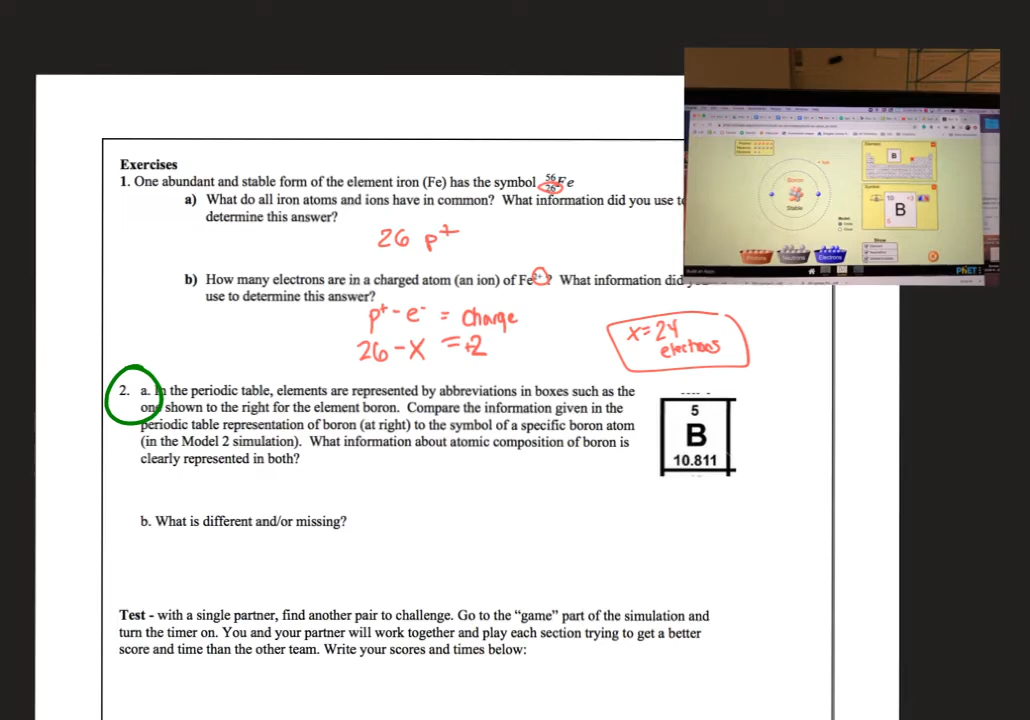 Exercises
1. One abundant and stable form of the element iron (Fe) has the symbol 56 26 Fe
a) What do all iron atoms and ions have in common? What information did you use to
determine this answer?
26 p+
b) How many electrons are in a charged atom (an ion) of Fe2+? What information did
use to determine this answer?
p+ - e- = charge
26 - x = +2
x = 24
electrons
2. a. In the periodic table, elements are represented by abbreviations in boxes such as the
one shown to the right for the element boron. Compare the information given in the
periodic table representation of boron (at right) to the symbol of a specific boron atom
(in the Model 2 simulation). What information about atomic composition of boron is
clearly represented in both?
5
B
10.811
b. What is different and/or missing?
Test - with a single partner, find another pair to challenge. Go to the “game” part of the simulation and
turn the timer on. You and your partner will work together and play each section trying to get a better
score and time than the other team. Write your scores and times below:
Boron
Stable
B
Symbol
10
B
5
Model
Show
Protons
Neutrons
Electrons
PhET